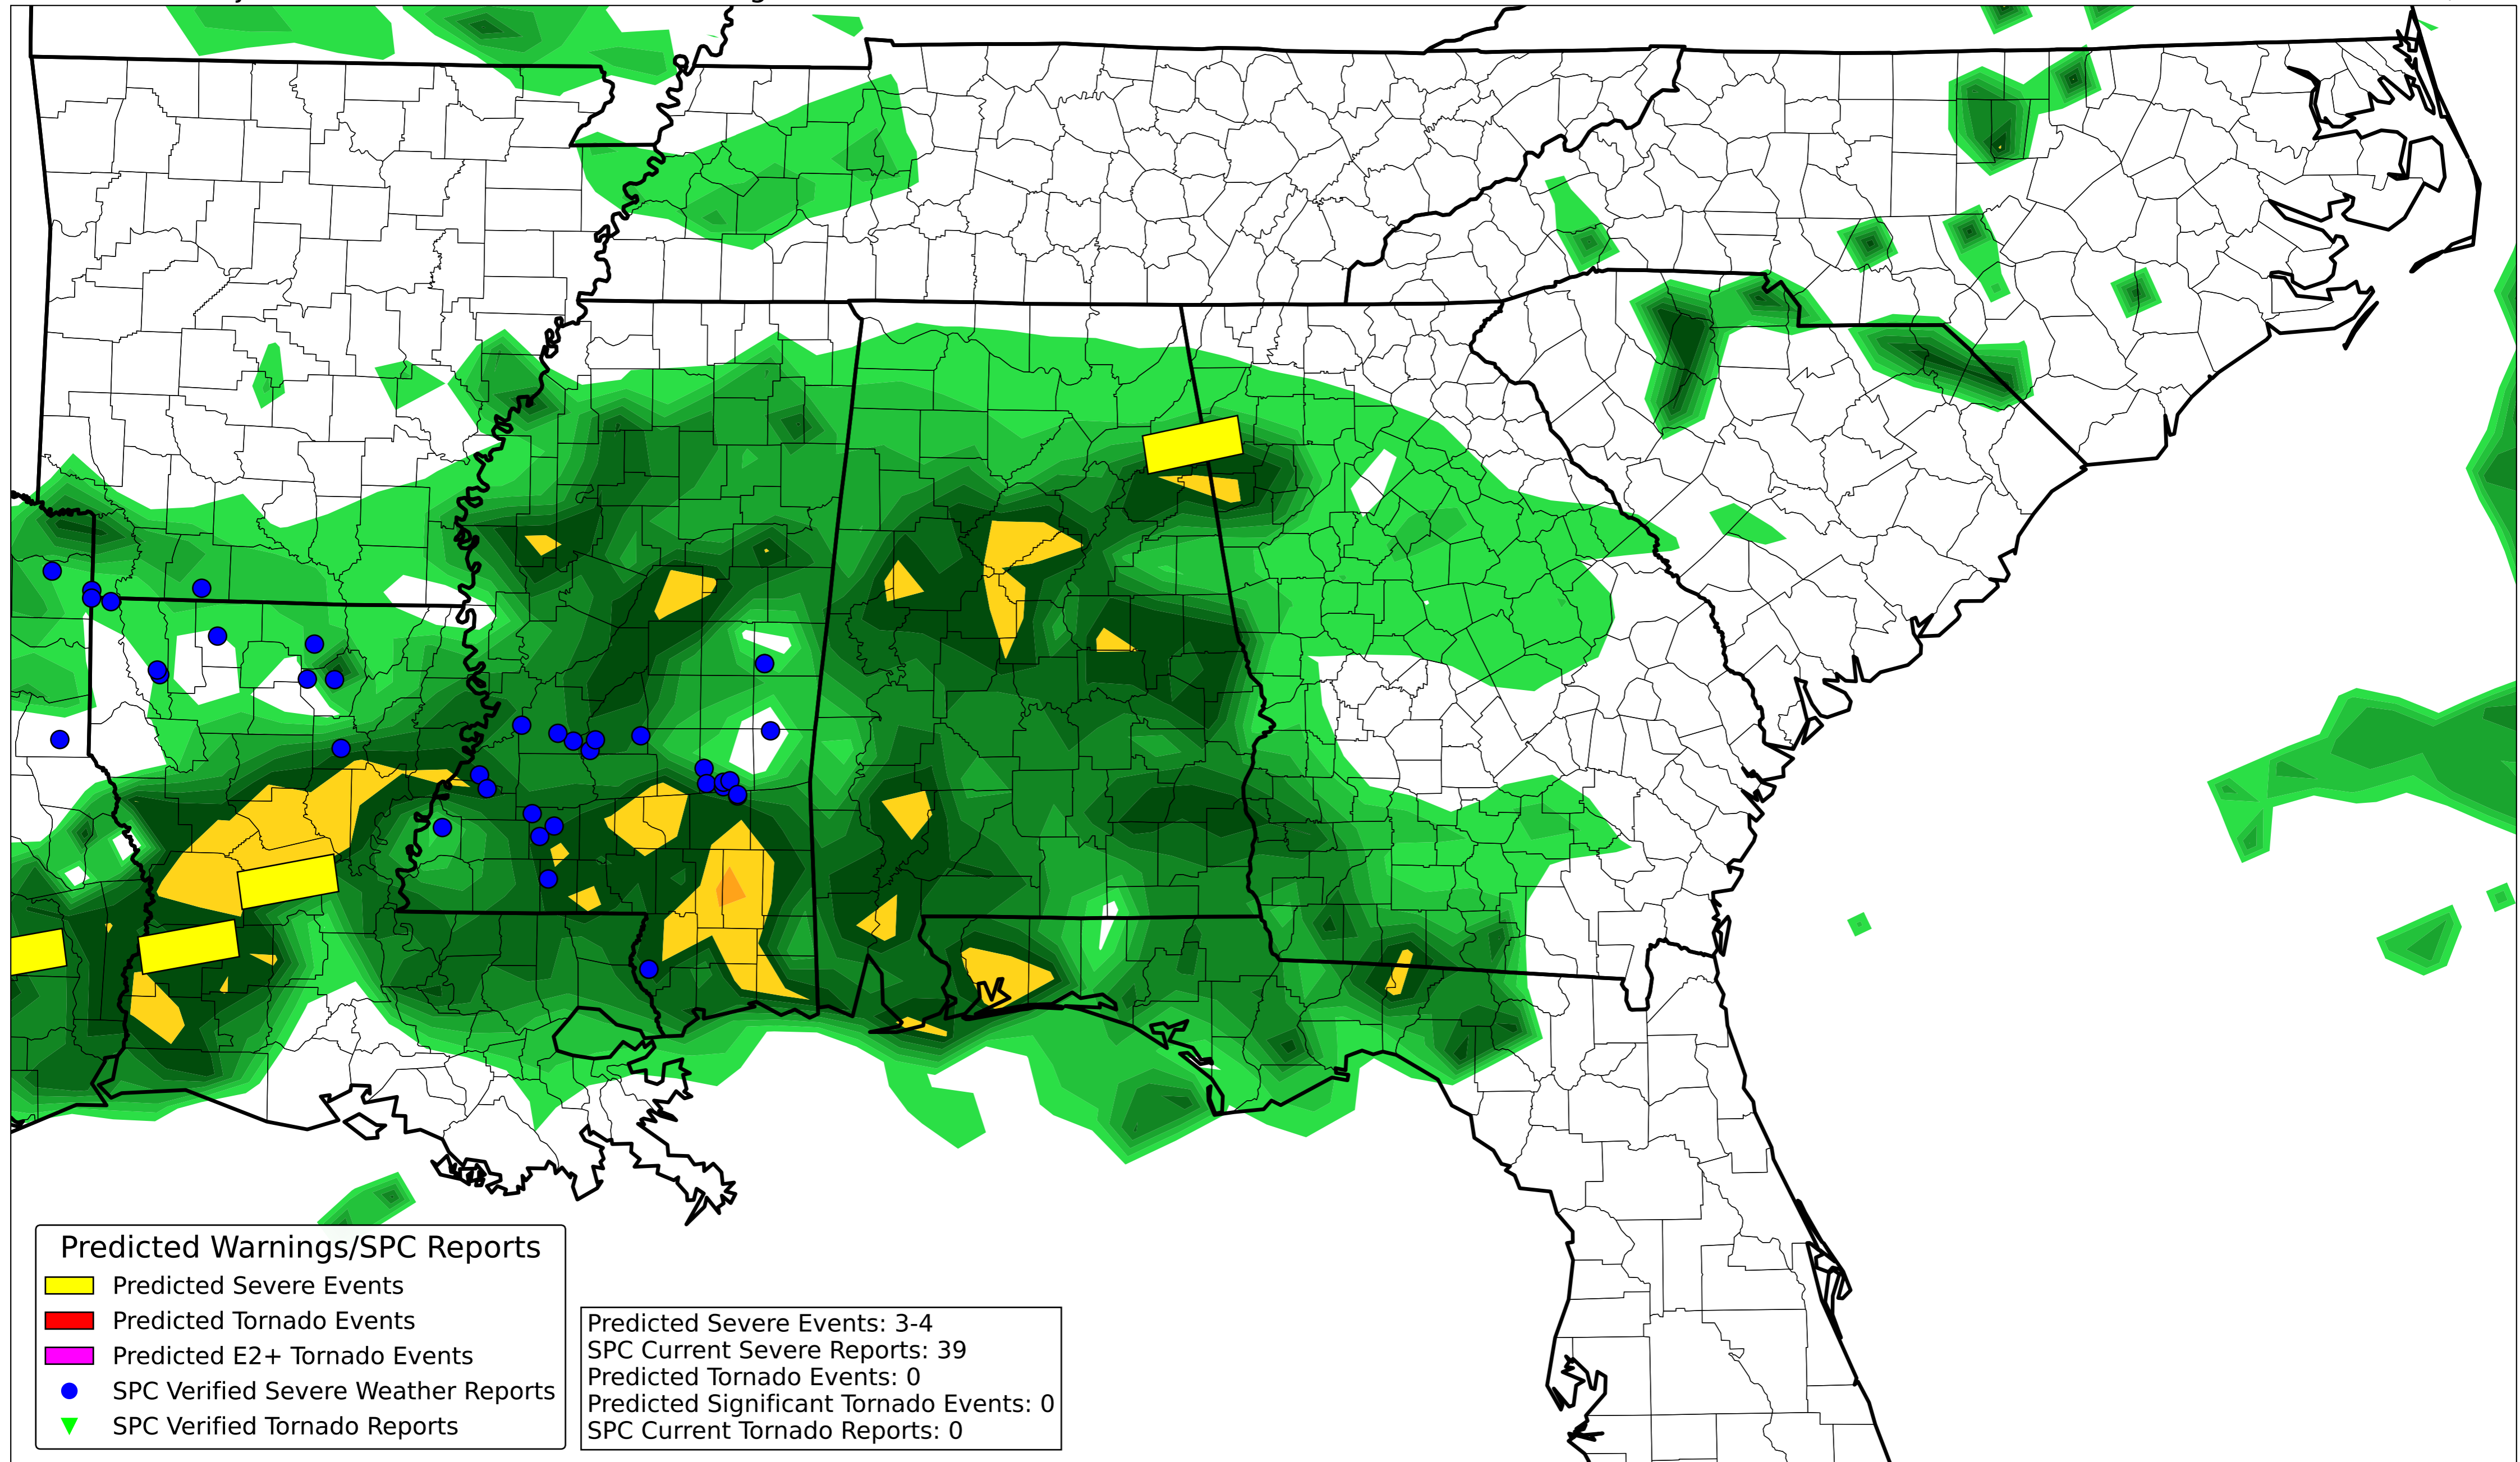 Predicted Warnings/SPC Reports
Predicted Severe Events
Predicted Tornado Events
Predicted E2+ Tornado Events
SPC Verified Severe Weather Reports
SPC Verified Tornado Reports
Predicted Severe Events: 3-4
SPC Current Severe Reports: 39
Predicted Tornado Events: 0
Predicted Significant Tornado Events: 0
SPC Current Tornado Reports: 0